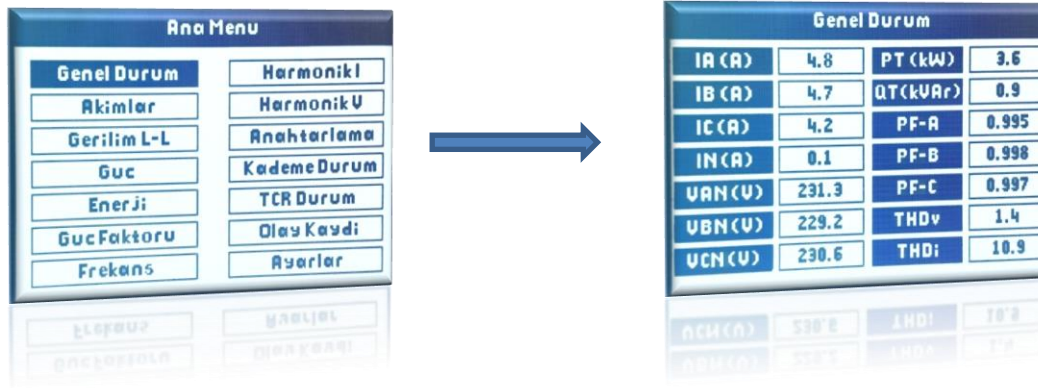 Ana Menu
Genel Durum
Akimlar
Gerilim L-L
Guc
Enerji
Guc Faktoru
Frekans
Harmonik I
Harmonik V
Anahtarlama
Kademe Durum
TCR Durum
Olay Kaydi
Ayarlar
Genel Durum
IA (A) 4.8 PT (kW) 3.6
IB (A) 4.7 QT(kVAr) 0.9
IC (A) 4.2 PF-A 0.995
IN (A) 0.1 PF-B 0.998
VAN (V) 231.3 PF-C 0.997
VBN (V) 229.2 THDv 1.4
VCN (V) 230.6 THDi 10.9